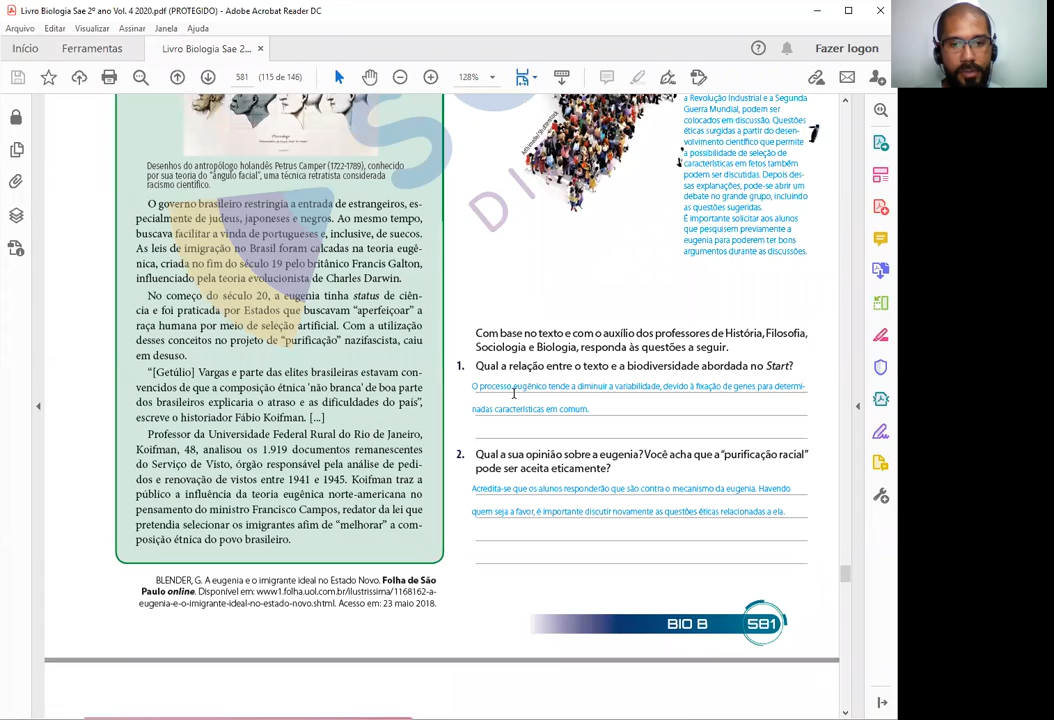 Livro Biologia Sae 2º ano Vol. 4 2020.pdf (PROTEGIDO) - Adobe Acrobat Reader DC
Arquivo Editar Visualizar Assinar Janela Ajuda
Início Ferramentas Livro Biologia Sae 2... × Fazer logon
581 (115 de 146) 128%
Desenhos do antropólogo holandês Petrus Camper (1722-1789), conhecido
por sua teoria do “ângulo facial”, uma técnica retratista considerada
racismo científico.
O governo brasileiro restringia a entrada de estrangeiros, es-
pecialmente de judeus, japoneses e negros. Ao mesmo tempo,
buscava facilitar a vinda de portugueses e, inclusive, de suecos.
As leis de imigração no Brasil foram calcadas na teoria eugê-
nica, criada no fim do século 19 pelo britânico Francis Galton,
influenciado pela teoria evolucionista de Charles Darwin.
No começo do século 20, a eugenia tinha status de ciên-
cia e foi praticada por Estados que buscavam “aperfeiçoar” a
raça humana por meio de seleção artificial. Com a utilização
desses conceitos no projeto de “purificação” nazifascista, caiu
em desuso.
“[Getúlio] Vargas e parte das elites brasileiras estavam con-
vencidos de que a composição étnica 'não branca' de boa parte
dos brasileiros explicaria o atraso e as dificuldades do país”,
escreve o historiador Fábio Koifman. [...]
Professor da Universidade Federal Rural do Rio de Janeiro,
Koifman, 48, analisou os 1.919 documentos remanescentes
do Serviço de Visto, órgão responsável pela análise de pedi-
dos e renovação de vistos entre 1941 e 1945. Koifman traz a
público a influência da teoria eugênica norte-americana no
pensamento do ministro Francisco Campos, redator da lei que
pretendia selecionar os imigrantes afim de “melhorar” a com-
posição étnica do povo brasileiro.
BLENDER, G. A eugenia e o imigrante ideal no Estado Novo. Folha de São
Paulo online. Disponível em: www1.folha.uol.com.br/ilustrissima/1168162-a-
eugenia-e-o-imigrante-ideal-no-estado-novo.shtml. Acesso em: 23 maio 2018.
S
DI
a Revolução Industrial e a Segunda
Guerra Mundial, podem ser
colocados em discussão. Questões
éticas surgidas a partir do desen-
volvimento científico que permite
a possibilidade de seleção de
características em fetos também
podem ser discutidas. Depois des-
sas explanações, pode-se abrir um
debate no grande grupo, incluindo
as questões sugeridas.
É importante solicitar aos alunos
que pesquisem previamente a
eugenia para poderem ter bons
argumentos durante as discussões.
Com base no texto e com o auxílio dos professores de História, Filosofia,
Sociologia e Biologia, responda às questões a seguir.
1. Qual a relação entre o texto e a biodiversidade abordada no Start?
O processo eugênico tende a diminuir a variabilidade, devido à fixação de genes para determi-
nadas características em comum.
2. Qual a sua opinião sobre a eugenia? Você acha que a “purificação racial”
pode ser aceita eticamente?
Acredita-se que os alunos responderão que são contra o mecanismo da eugenia. Havendo
quem seja a favor, é importante discutir novamente as questões éticas relacionadas a ela.
BIO B 581